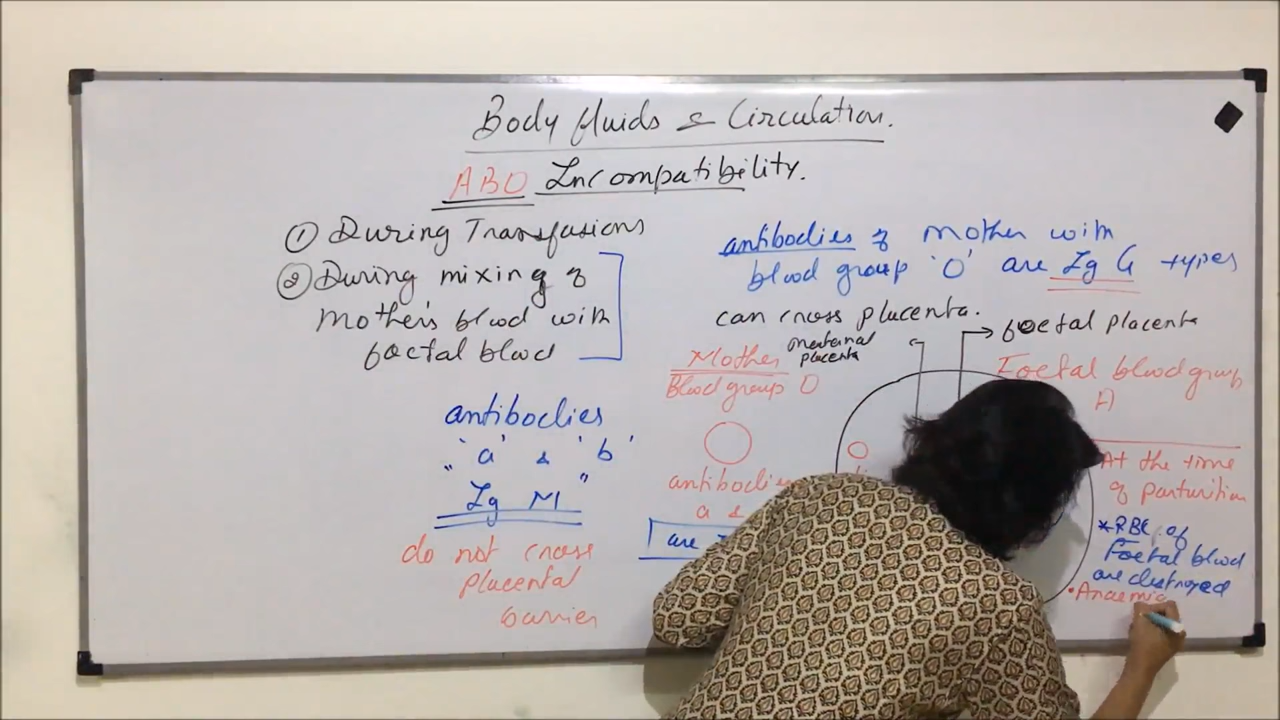 Body fluids & Circulation.
ABO Incompatibility.
① During Transfusions
② During mixing of
Mother's blood with
foetal blood
antibodies
'a' & 'b'
" "
Ig M
do not cross
placental
barrier
antibodies of mother with
blood group 'O' are Ig G types
can cross placenta.
maternal
placenta
foetal placenta
Mother
Blood group O
antibodies
a &
are
Foetal blood group
A
At the time
of parturition
*RBC of
Foetal blood
are destroyed
•Anaemia